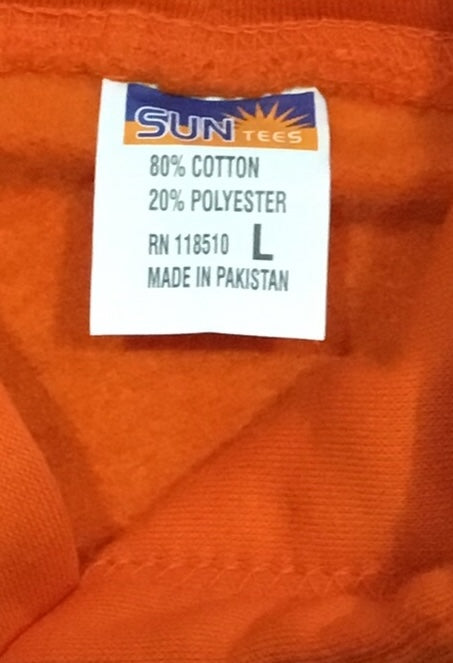 SUN TEES
80% COTTON
20% POLYESTER
RN 118510 L
MADE IN PAKISTAN